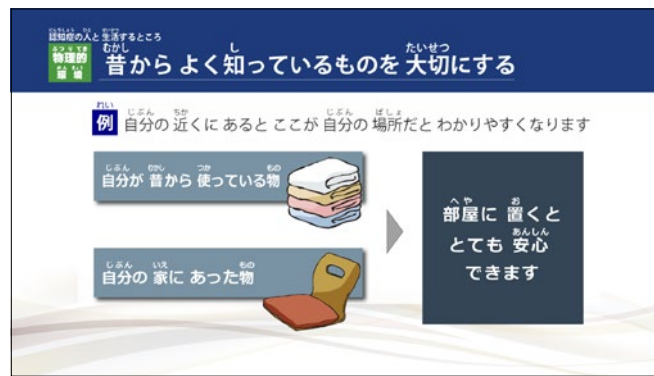 認知症の人と 生活するところ
物理的
環境
昔から よく知っているものを 大切にする
例 自分の 近くに あると ここが 自分の 場所だと わかりやすくなります
自分が 昔から 使っている物
自分の 家に あった物
部屋に 置くと
とても 安心
できます